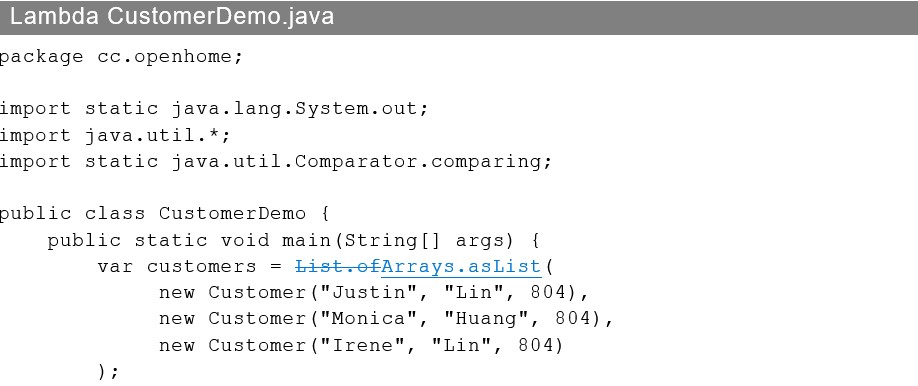 Lambda CustomerDemo.java
package cc.openhome;
import static java.lang.System.out;
import java.util.*;
import static java.util.Comparator.comparing;
public class CustomerDemo {
public static void main(String[] args) {
var customers = List.ofArrays.asList(
new Customer("Justin", "Lin", 804),
new Customer("Monica", "Huang", 804),
new Customer("Irene", "Lin", 804)
);